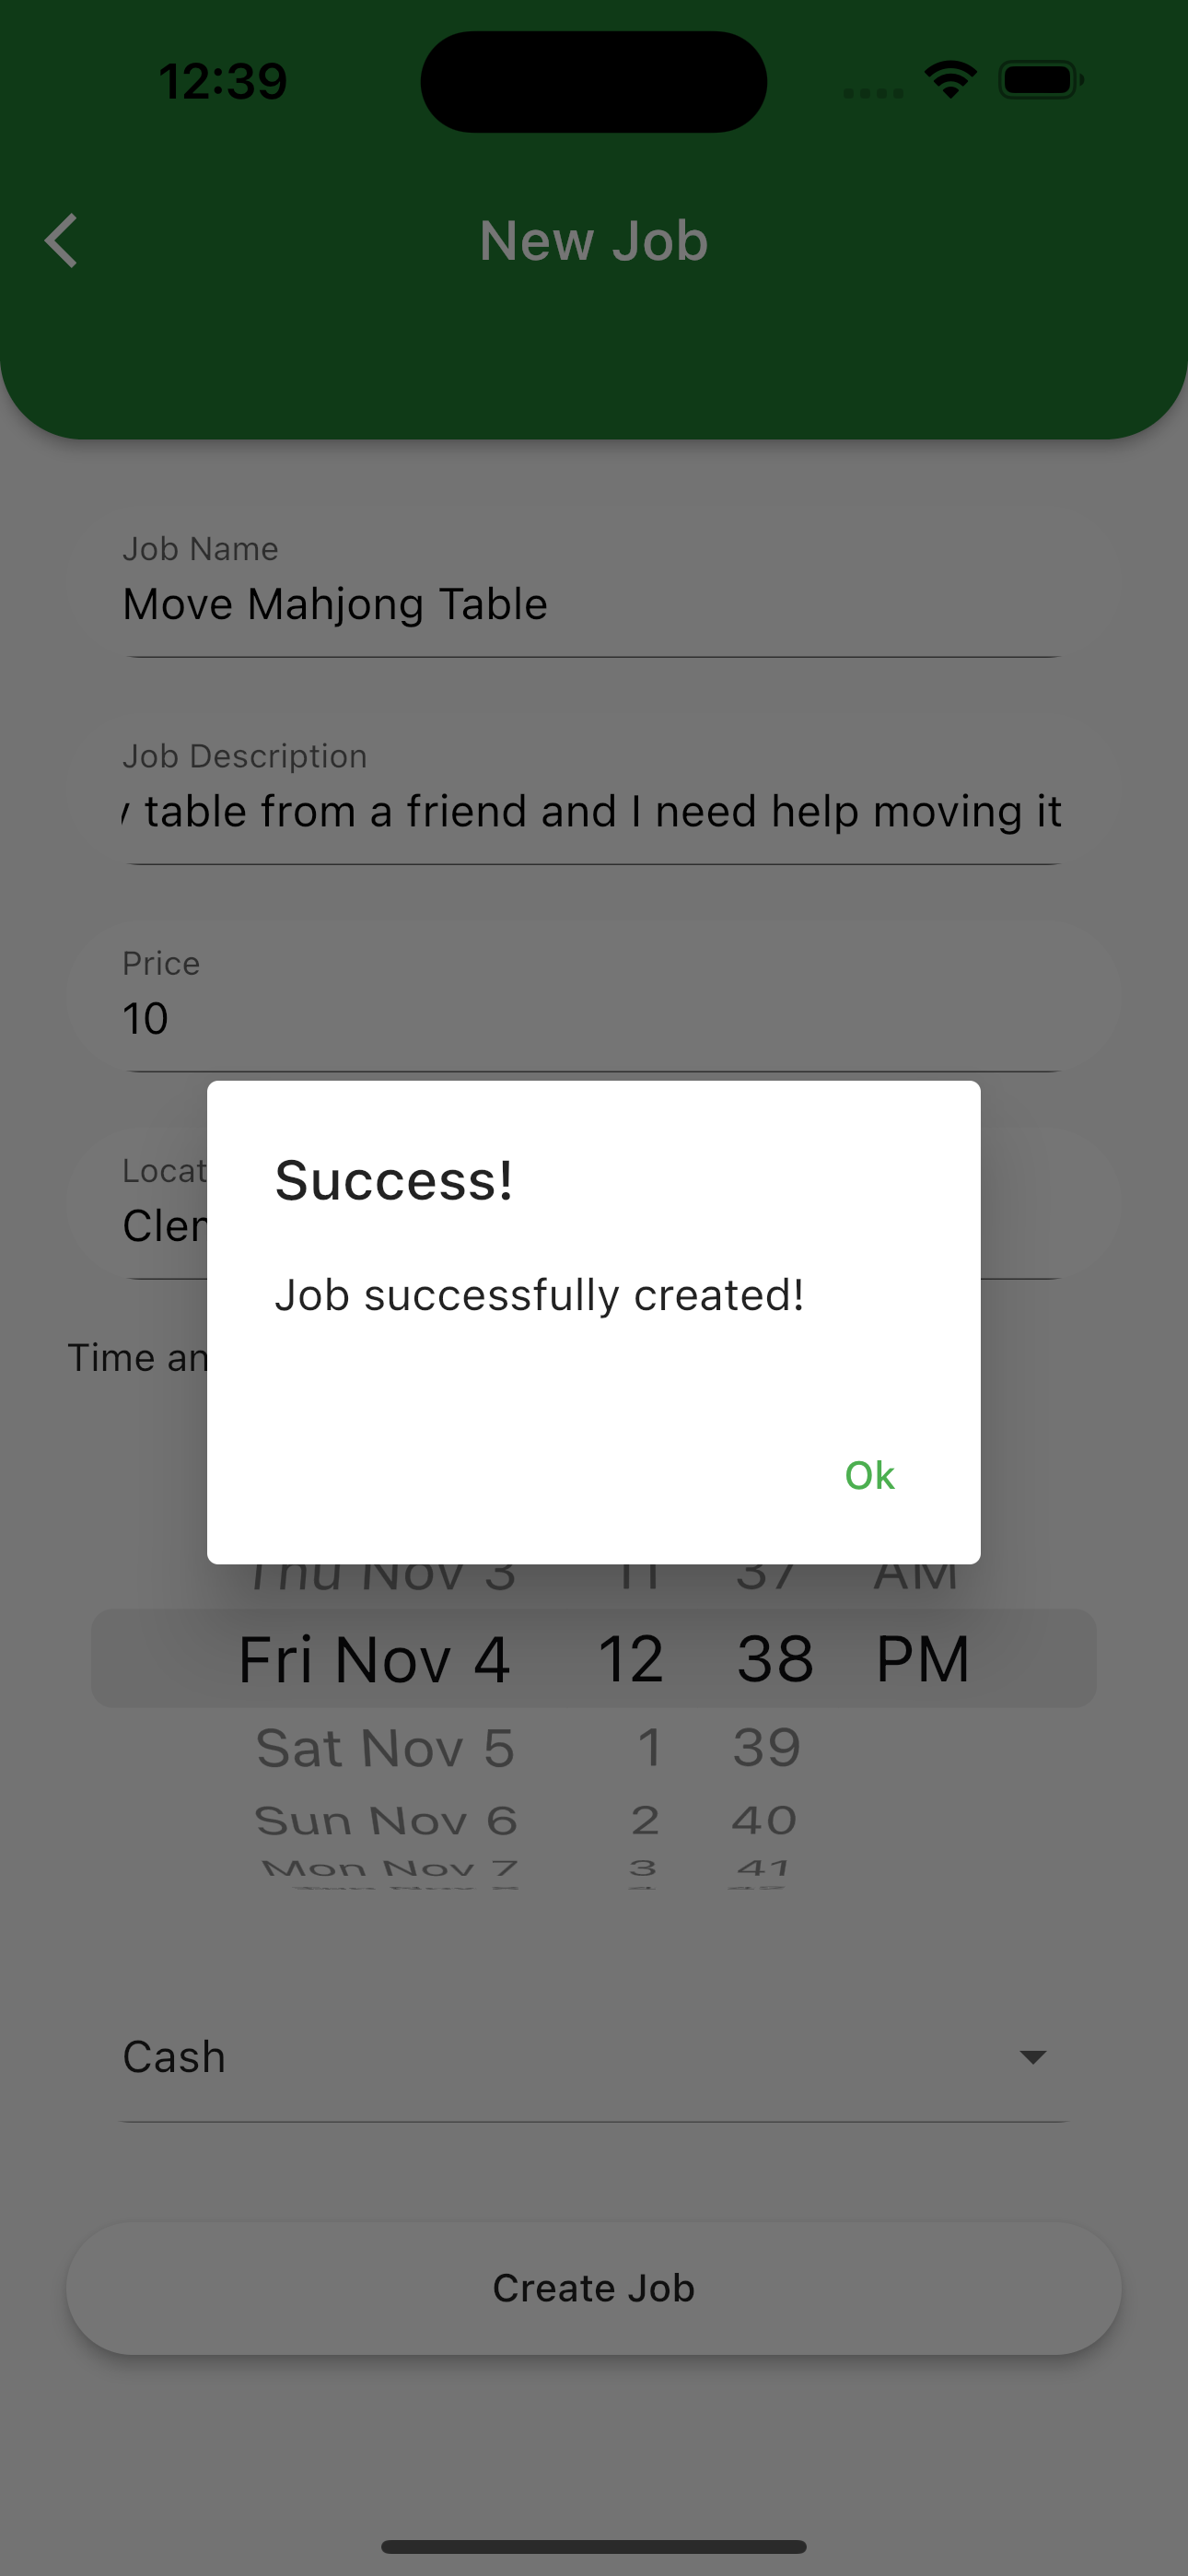 12:39
New Job
Job Name
Move Mahjong Table
Job Description
table from a friend and I need help moving it
Price
10
Success!
Job successfully created!
Ok
Time
Thu Nov 3 11 37 AM
Fri Nov 4 12 38 PM
Sat Nov 5 1 39
Sun Nov 6 2 40
Mon Nov 7 3 41
Cash
Create Job